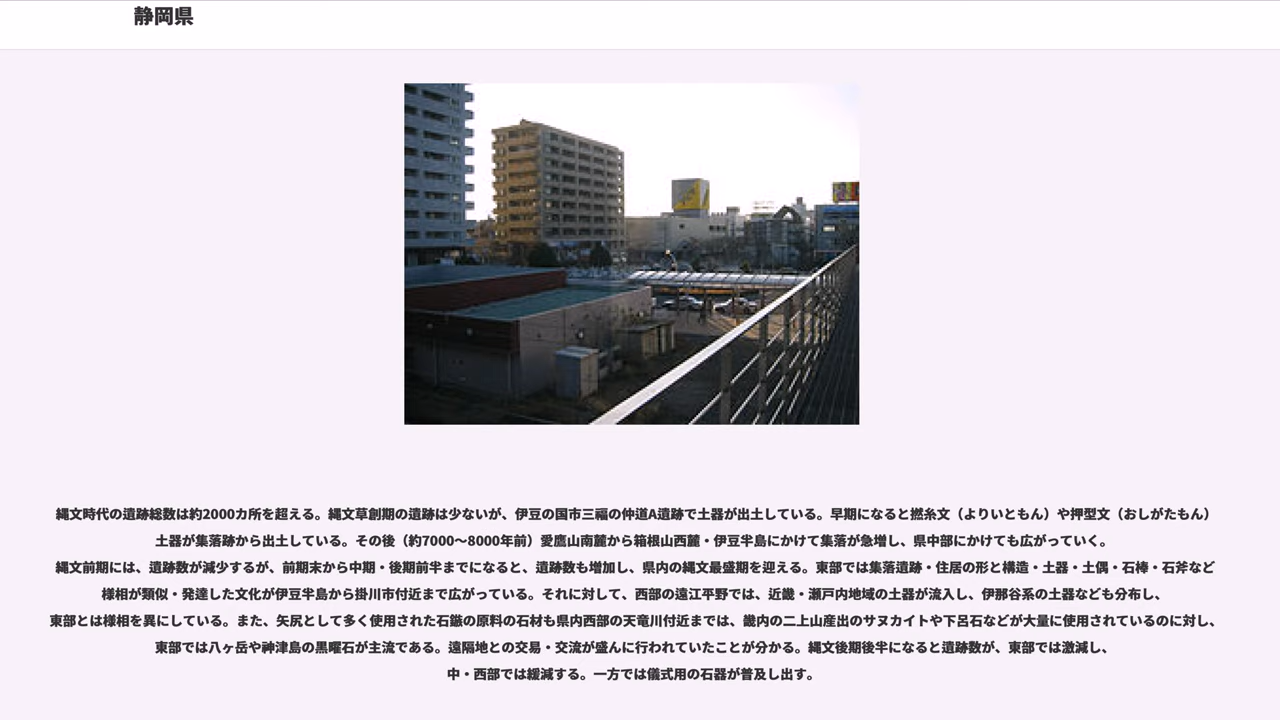 静岡県
縄文時代の遺跡総数は約2000カ所を超える。縄文草創期の遺跡は少ないが、伊豆の国市三福の仲道A遺跡で土器が出土している。早期になると撚糸文（よりいともん）や押型文（おしがたもん）
土器が集落跡から出土している。その後（約7000〜8000年前）愛鷹山南麓から箱根山西麓・伊豆半島にかけて集落が急増し、県中部にかけても広がっていく。
縄文前期には、遺跡数が減少するが、前期末から中期・後期前半までになると、遺跡数も増加し、県内の縄文最盛期を迎える。東部では集落遺跡・住居の形と構造・土器・土偶・石棒・石斧など
様相が類似・発達した文化が伊豆半島から掛川市付近まで広がっている。それに対して、西部の遠江平野では、近畿・瀬戸内地域の土器が流入し、伊那谷系の土器なども分布し、
東部とは様相を異にしている。また、矢尻として多く使用された石鏃の原料の石材も県内西部の天竜川付近までは、畿内の二上山産出のサヌカイトや下呂石などが大量に使用されているのに対し、
東部では八ヶ岳や神津島の黒曜石が主流である。遠隔地との交易・交流が盛んに行われていたことが分かる。縄文後期後半になると遺跡数が、東部では激減し、
中・西部では緩減する。一方では儀式用の石器が普及し出す。